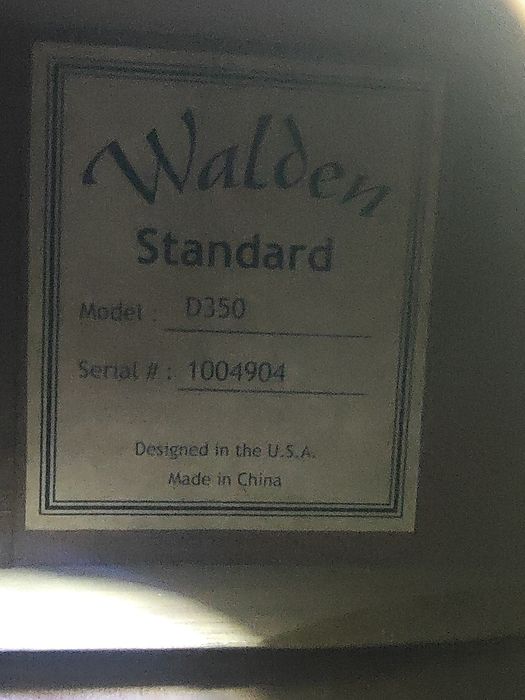 Walden
Standard
Model : D350
Serial # : 1004904
Designed in the U.S.A.
Made in China